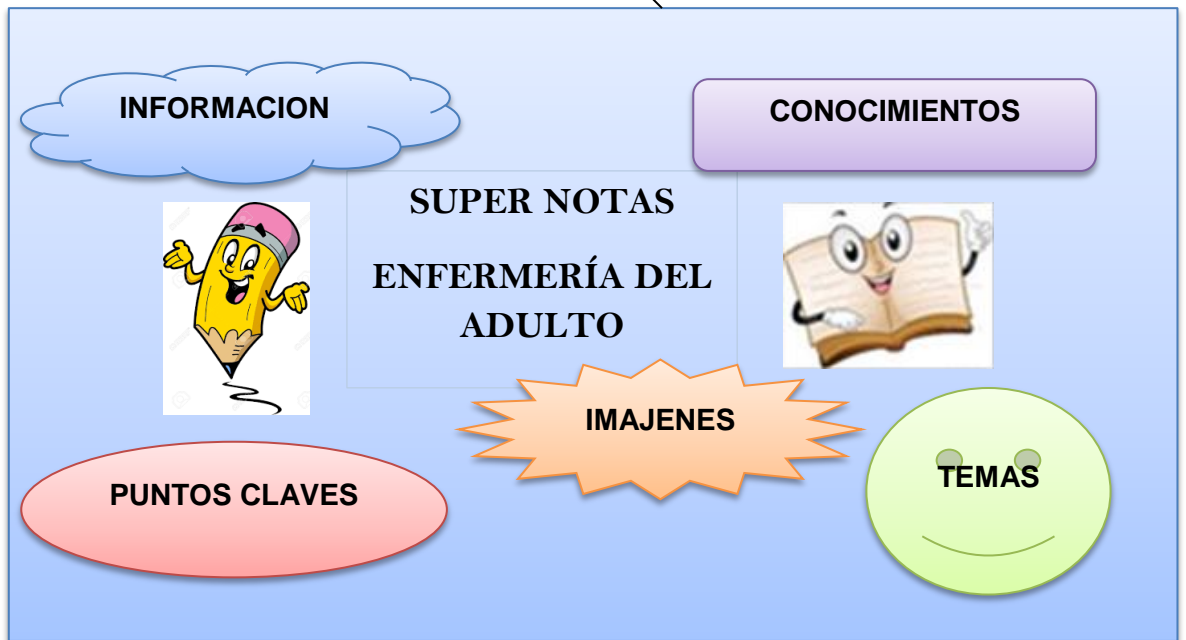 INFORMACION
CONOCIMIENTOS
SUPER NOTAS
ENFERMERÍA DEL
ADULTO
IMAJENES
TEMAS
PUNTOS CLAVES